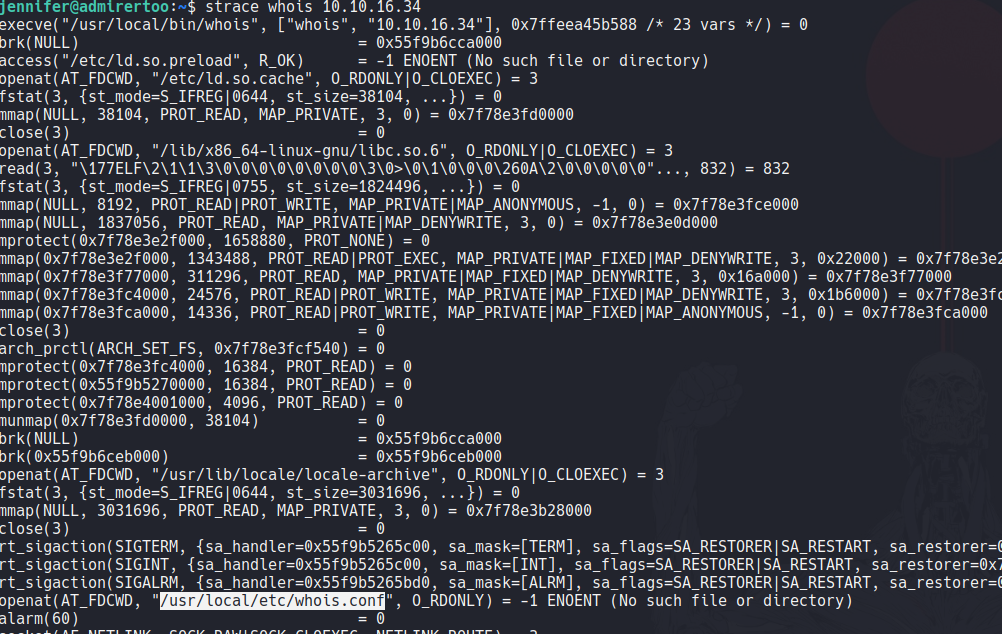 jennifer@admirertoo:~$ strace whois 10.10.16.34
execve("/usr/local/bin/whois", ["whois", "10.10.16.34"], 0x7ffeea45b588 /* 23 vars */) = 0
brk(NULL)                               = 0x55f9b6cca000
access("/etc/ld.so.preload", R_OK)      = -1 ENOENT (No such file or directory)
openat(AT_FDCWD, "/etc/ld.so.cache", O_RDONLY|O_CLOEXEC) = 3
fstat(3, {st_mode=S_IFREG|0644, st_size=38104, ...}) = 0
mmap(NULL, 38104, PROT_READ, MAP_PRIVATE, 3, 0) = 0x7f78e3fd0000
close(3)                                = 0
openat(AT_FDCWD, "/lib/x86_64-linux-gnu/libc.so.6", O_RDONLY|O_CLOEXEC) = 3
read(3, "\177ELF\2\1\1\3\0\0\0\0\0\0\0\0\3\0>\0\1\0\0\0\260A\2\0\0\0\0\0"..., 832) = 832
fstat(3, {st_mode=S_IFREG|0755, st_size=1824496, ...}) = 0
mmap(NULL, 8192, PROT_READ|PROT_WRITE, MAP_PRIVATE|MAP_ANONYMOUS, -1, 0) = 0x7f78e3fce000
mmap(NULL, 1837056, PROT_READ, MAP_PRIVATE|MAP_DENYWRITE, 3, 0) = 0x7f78e3e0d000
mprotect(0x7f78e3e2f000, 1658880, PROT_NONE) = 0
mmap(0x7f78e3e2f000, 1343488, PROT_READ|PROT_EXEC, MAP_PRIVATE|MAP_FIXED|MAP_DENYWRITE, 3, 0x22000) = 0x7f78e3e2
mmap(0x7f78e3f77000, 311296, PROT_READ, MAP_PRIVATE|MAP_FIXED|MAP_DENYWRITE, 3, 0x16a000) = 0x7f78e3f77000
mmap(0x7f78e3fc4000, 24576, PROT_READ|PROT_WRITE, MAP_PRIVATE|MAP_FIXED|MAP_DENYWRITE, 3, 0x1b6000) = 0x7f78e3fc
mmap(0x7f78e3fca000, 14336, PROT_READ|PROT_WRITE, MAP_PRIVATE|MAP_FIXED|MAP_ANONYMOUS, -1, 0) = 0x7f78e3fca000
close(3)                                = 0
arch_prctl(ARCH_SET_FS, 0x7f78e3fcf540) = 0
mprotect(0x7f78e3fc4000, 16384, PROT_READ) = 0
mprotect(0x55f9b5270000, 16384, PROT_READ) = 0
mprotect(0x7f78e4001000, 4096, PROT_READ) = 0
munmap(0x7f78e3fd0000, 38104)           = 0
brk(NULL)                               = 0x55f9b6cca000
brk(0x55f9b6ceb000)                     = 0x55f9b6ceb000
openat(AT_FDCWD, "/usr/lib/locale/locale-archive", O_RDONLY|O_CLOEXEC) = 3
fstat(3, {st_mode=S_IFREG|0644, st_size=3031696, ...}) = 0
mmap(NULL, 3031696, PROT_READ, MAP_PRIVATE, 3, 0) = 0x7f78e3b28000
close(3)                                = 0
rt_sigaction(SIGTERM, {sa_handler=0x55f9b5265c00, sa_mask=[TERM], sa_flags=SA_RESTORER|SA_RESTART, sa_restorer=0
rt_sigaction(SIGINT, {sa_handler=0x55f9b5265c00, sa_mask=[INT], sa_flags=SA_RESTORER|SA_RESTART, sa_restorer=0x7
rt_sigaction(SIGALRM, {sa_handler=0x55f9b5265bd0, sa_mask=[ALRM], sa_flags=SA_RESTORER|SA_RESTART, sa_restorer=0
openat(AT_FDCWD, "/usr/local/etc/whois.conf", O_RDONLY) = -1 ENOENT (No such file or directory)
alarm(60)                               = 0
socket(AF_NETLINK, SOCK_RAW|SOCK_CLOEXEC, NETLINK_ROUTE) = 3